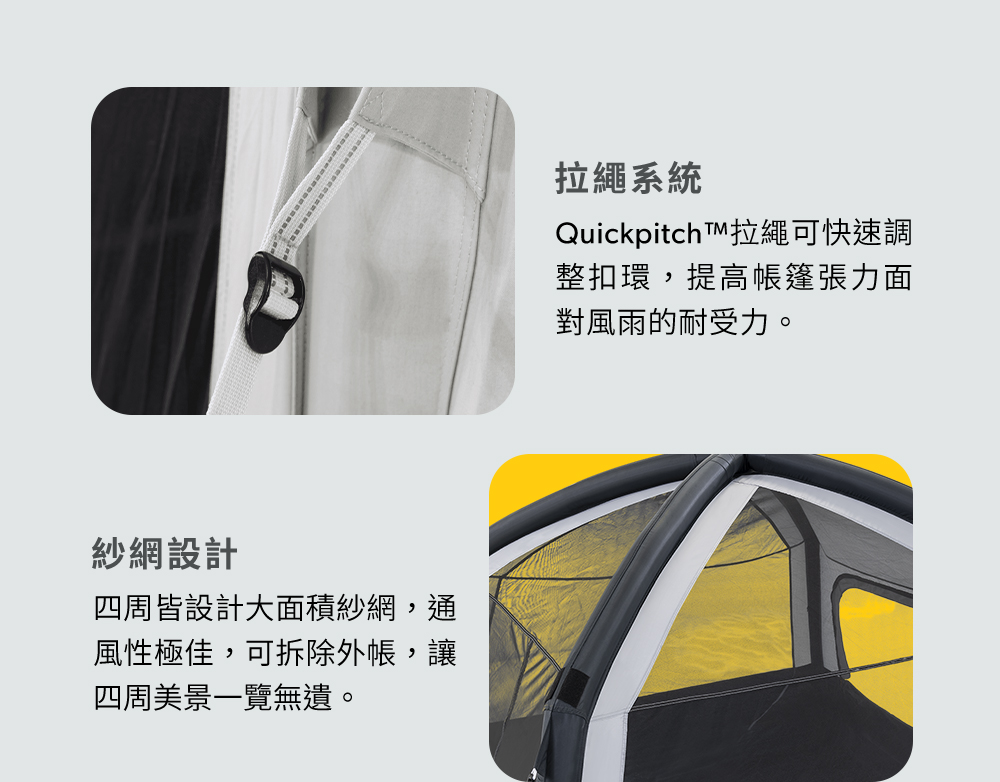 拉繩系統
Quickpitch™拉繩可快速調
整扣環，提高帳篷張力面
對風雨的耐受力。
紗網設計
四周皆設計大面積紗網，通
風性極佳，可拆除外帳，讓
四周美景一覽無遺。